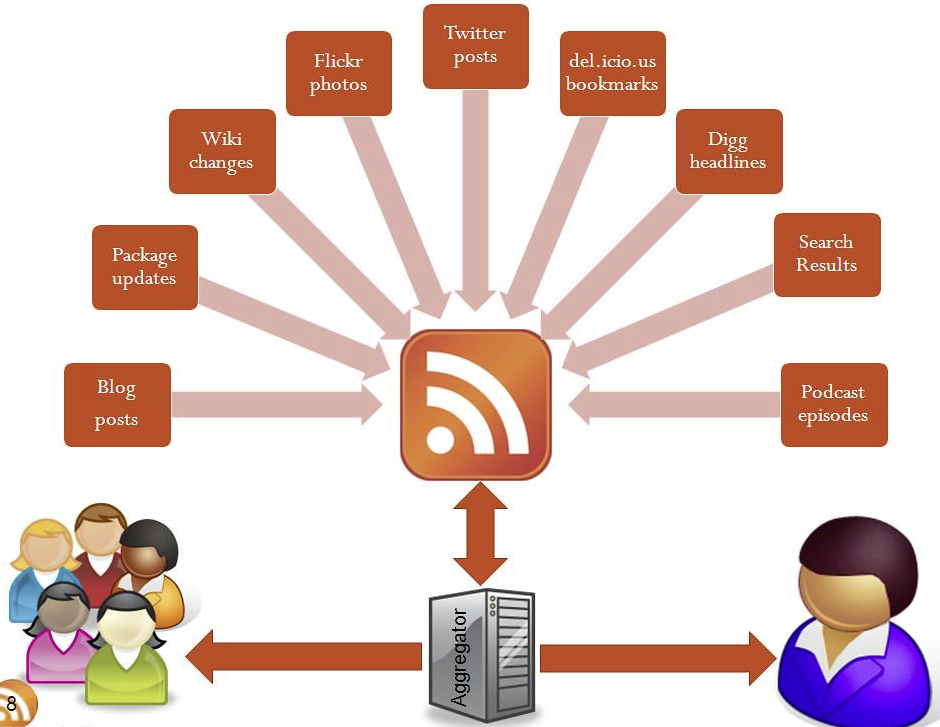 Twitter
posts
Flickr
photos
del.icio.us
bookmarks
Wiki
changes
Digg
headlines
Package
updates
Search
Results
Blog
posts
Podcast
episodes
Aggregator
8